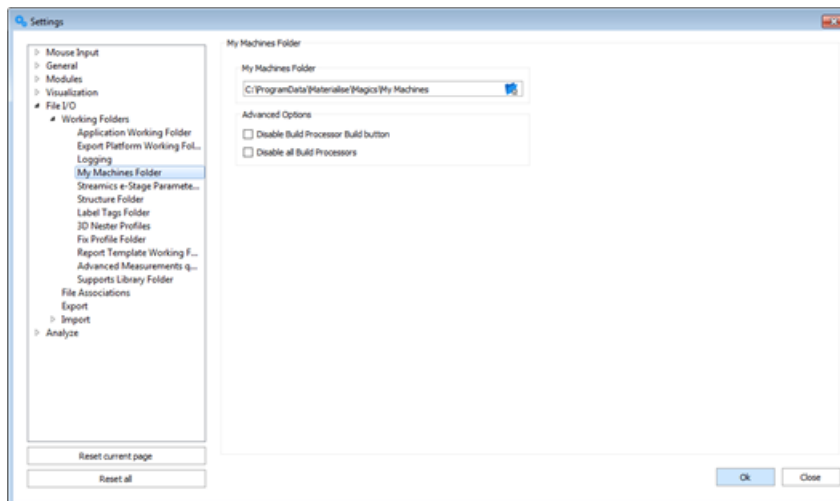 Settings
Mouse Input
General
Modules
Visualization
File I/O
Working Folders
Application Working Folder
Export Platform Working Fol...
Logging
My Machines Folder
Streamics e-Stage Paramete...
Structure Folder
Label Tags Folder
3D Nester Profiles
Fix Profile Folder
Report Template Working F...
Advanced Measurements q...
Supports Library Folder
File Associations
Export
Import
Analyze
Reset current page
Reset all
My Machines Folder
My Machines Folder
C:\ProgramData\Materialise\Magics\My Machines
Advanced Options
Disable Build Processor Build button
Disable all Build Processors
Ok
Close